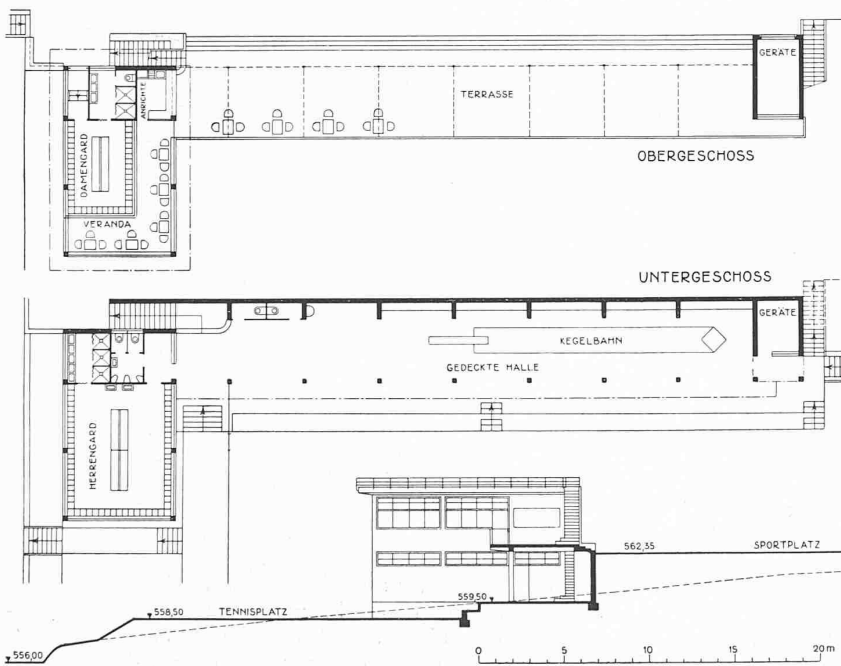 GERÄTE
TERRASSE
ANRICHTE
DAMENGARD
VERANDA
OBERGESCHOSS
UNTERGESCHOSS
GERÄTE
KEGELBAHN
GEDECKTE HALLE
HERRENGARD
562,35
SPORTPLATZ
559,50
558,50
TENNISPLATZ
556,00
0 5 10 15 20 m